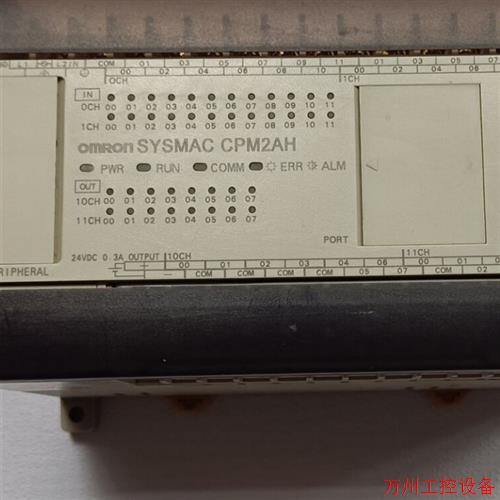 L1 L2/N COM 01 03 05 07 09 11 01 03
00 02 04 06 08 10 00 02 04
0CH 1CH
IN
0CH 00 01 02 03 04 05 06 07 08 09 10 11
1CH 00 01 02 03 04 05 06 07 08 09 10 11
OMRON SYSMAC CPM2AH
PWR RUN COMM ERR ALM
OUT
10CH 00 01 02 03 04 05 06 07
11CH 00 01 02 03 04 05 06 07
PORT
24VDC 0.3A OUTPUT 10CH 11CH
+ 00 01 02 03 04 06 00 01 03
RIPHERAL - COM COM COM COM 05 07 COM COM 02
万州工控设备